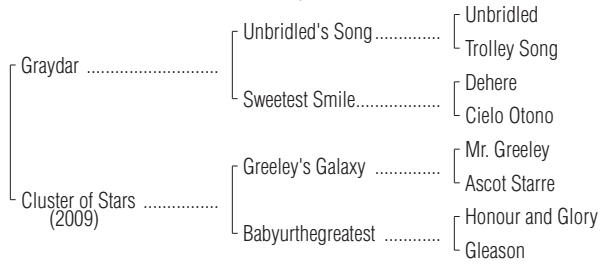 Unbridled
Unbridled's Song..............
Trolley Song
Graydar ............................
Dehere
Sweetest Smile..................
Cielo Otono
Mr. Greeley
Greeley's Galaxy ..............
Ascot Starre
Cluster of Stars ................
(2009)
Honour and Glory
Babyurthegreatest ............
Gleason